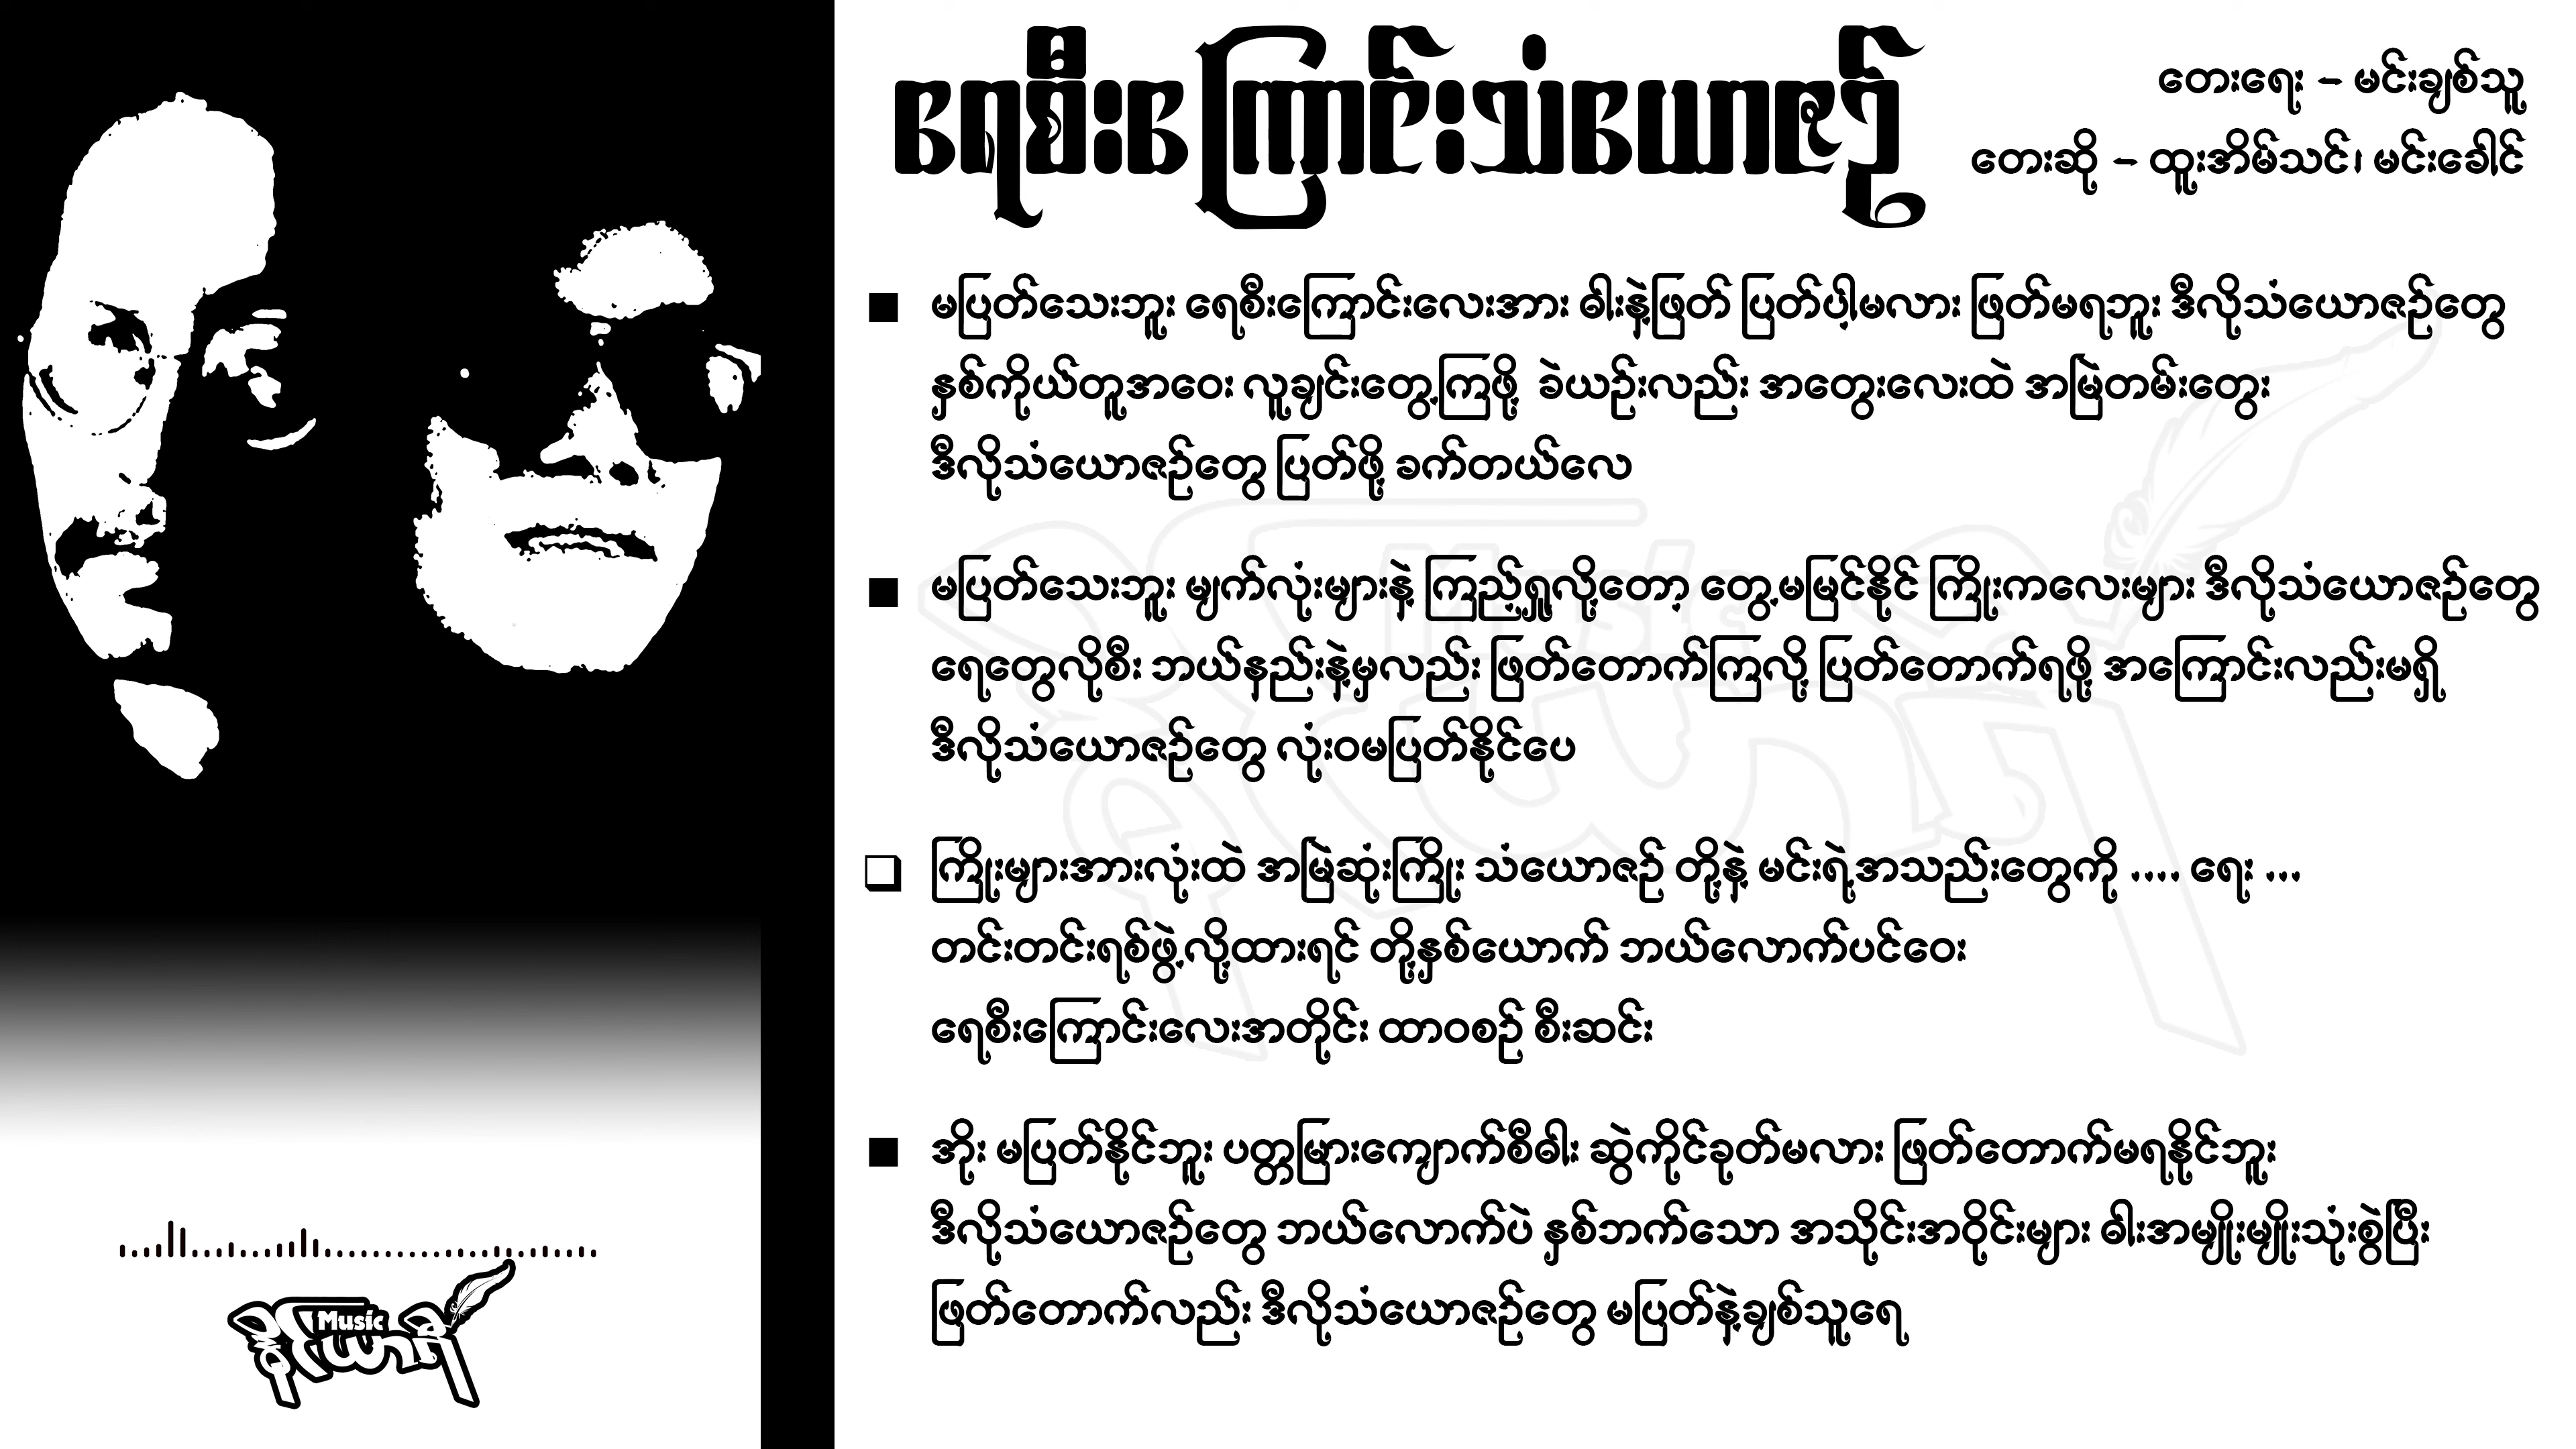 ရေစီးကြောင်းသံယောဇဉ်
တေးရေး - မင်းချစ်သူ
တေးဆို - ထူးအိမ်သင်၊ မင်းခေါင်
■ မပြတ်သေးဘူး ရေစီးကြောင်းလေးအား ဓါးနဲ့ဖြတ် ပြတ်ပါ့မလား ဖြတ်မရဘူး ဒီလိုသံယောဇဉ်တွေ
နှစ်ကိုယ်တူအဝေး လူချင်းတွေ့ကြဖို့ ခဲယဉ်းလည်း အတွေးလေးထဲ အမြဲတမ်းတွေး
ဒီလိုသံယောဇဉ်တွေ ပြတ်ဖို့ ခက်တယ်လေ
■ မပြတ်သေးဘူး မျက်လုံးများနဲ့ ကြည့်ရှုလို့တော့ တွေ့မမြင်နိုင် ကြိုးကလေးများ ဒီလိုသံယောဇဉ်တွေ
ရေတွေလိုစီး ဘယ်နည်းနဲ့မှလည်း ဖြတ်တောက်ကြလို့ ပြတ်တောက်ရဖို့ အကြောင်းလည်းမရှိ
ဒီလိုသံယောဇဉ်တွေ လုံးဝမပြတ်နိုင်ပေ
❑ ကြိုးများအားလုံးထဲ အမြဲဆုံးကြိုး သံယောဇဉ် တို့နဲ့ မင်းရဲ့အသည်းတွေကို .... ရေး ...
တင်းတင်းရစ်ဖွဲ့လို့ထားရင် တို့နှစ်ယောက် ဘယ်လောက်ပင်ဝေး
ရေစီးကြောင်းလေးအတိုင်း ထာဝစဉ် စီးဆင်း
■ အိုး မပြတ်နိုင်ဘူး ပတ္တမြားကျောက်စီဓါး ဆွဲကိုင်ခုတ်မလား ဖြတ်တောက်မရနိုင်ဘူး
ဒီလိုသံယောဇဉ်တွေ ဘယ်လောက်ပဲ နှစ်ဘက်သော အသိုင်းအဝိုင်းများ ဓါးအမျိုးမျိုးသုံးစွဲပြီး
ဖြတ်တောက်လည်း ဒီလိုသံယောဇဉ်တွေ မပြတ်နဲ့ချစ်သူရေ
Music